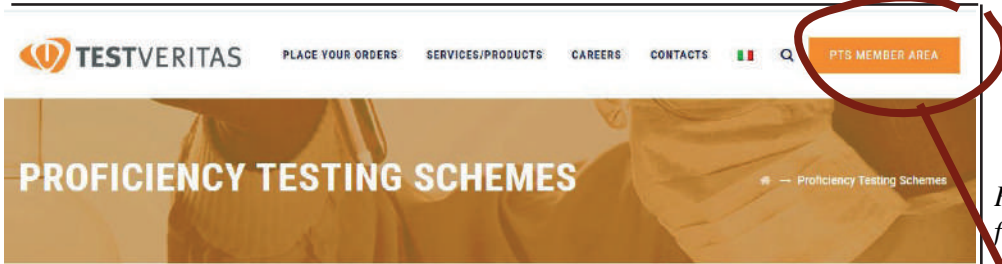 TESTVERITAS PLACE YOUR ORDERS SERVICES/PRODUCTS CAREERS CONTACTS PTS MEMBER AREA
PROFICIENCY TESTING SCHEMES
→ Proficiency Testing Schemes